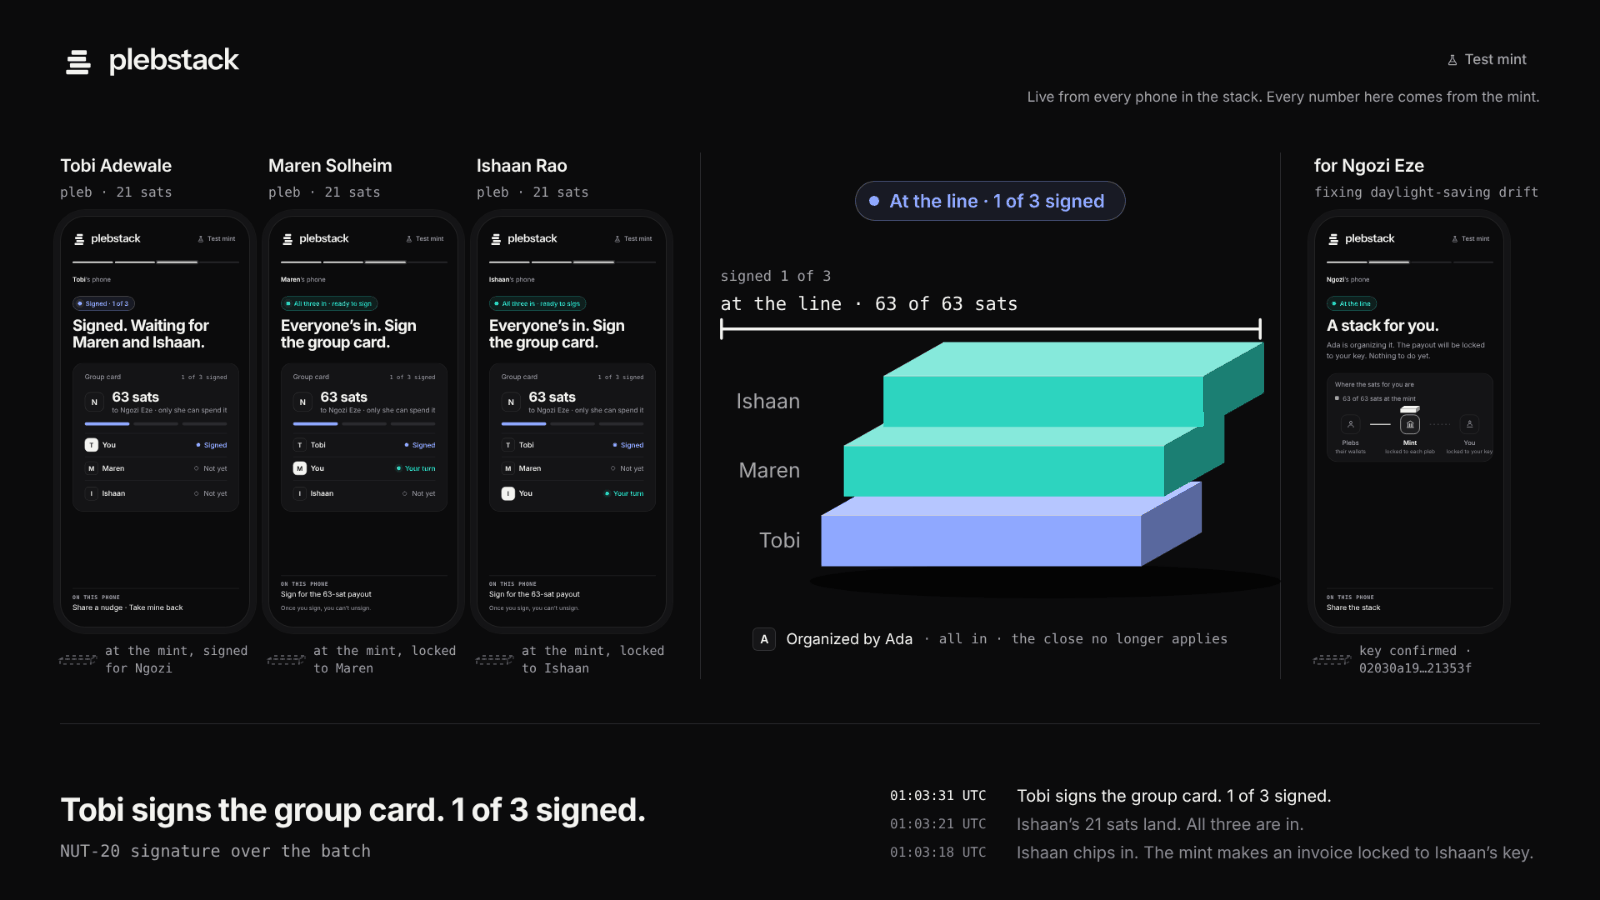 plebstack
Test mint
Live from every phone in the stack. Every number here comes from the mint.
Tobi Adewale
pleb · 21 sats
plebstack
Test mint
Tobi's phone
Signed · 1 of 3
Signed. Waiting for
Maren and Ishaan.
Group card
1 of 3 signed
N
63 sats
to Ngozi Eze · only she can spend it
T You Signed
M Maren Not yet
I Ishaan Not yet
ON THIS PHONE
Share a nudge · Take mine back
at the mint, signed
for Ngozi
Maren Solheim
pleb · 21 sats
plebstack
Test mint
Maren's phone
All three in · ready to sign
Everyone’s in. Sign
the group card.
Group card
1 of 3 signed
N
63 sats
to Ngozi Eze · only she can spend it
T Tobi Signed
M You Your turn
I Ishaan Not yet
ON THIS PHONE
Sign for the 63-sat payout
Once you sign, you can't unsign.
at the mint, locked
to Maren
Ishaan Rao
pleb · 21 sats
plebstack
Test mint
Ishaan's phone
All three in · ready to sign
Everyone’s in. Sign
the group card.
Group card
1 of 3 signed
N
63 sats
to Ngozi Eze · only she can spend it
T Tobi Signed
M Maren Not yet
I You Your turn
ON THIS PHONE
Sign for the 63-sat payout
Once you sign, you can't unsign.
at the mint, locked
to Ishaan
At the line · 1 of 3 signed
signed 1 of 3
at the line · 63 of 63 sats
Ishaan
Maren
Tobi
A Organized by Ada · all in · the close no longer applies
for Ngozi Eze
fixing daylight-saving drift
plebstack
Test mint
Ngozi's phone
At the line
A stack for you.
Ada is organizing it. The payout will be locked
to your key. Nothing to do yet.
Where the sats for you are
63 of 63 sats at the mint
Plebs Mint You
their wallets locked to each pleb locked to your key
ON THIS PHONE
Share the stack
key confirmed ·
02030a19…21353f
Tobi signs the group card. 1 of 3 signed.
NUT-20 signature over the batch
01:03:31 UTC Tobi signs the group card. 1 of 3 signed.
01:03:21 UTC Ishaan’s 21 sats land. All three are in.
01:03:18 UTC Ishaan chips in. The mint makes an invoice locked to Ishaan’s key.